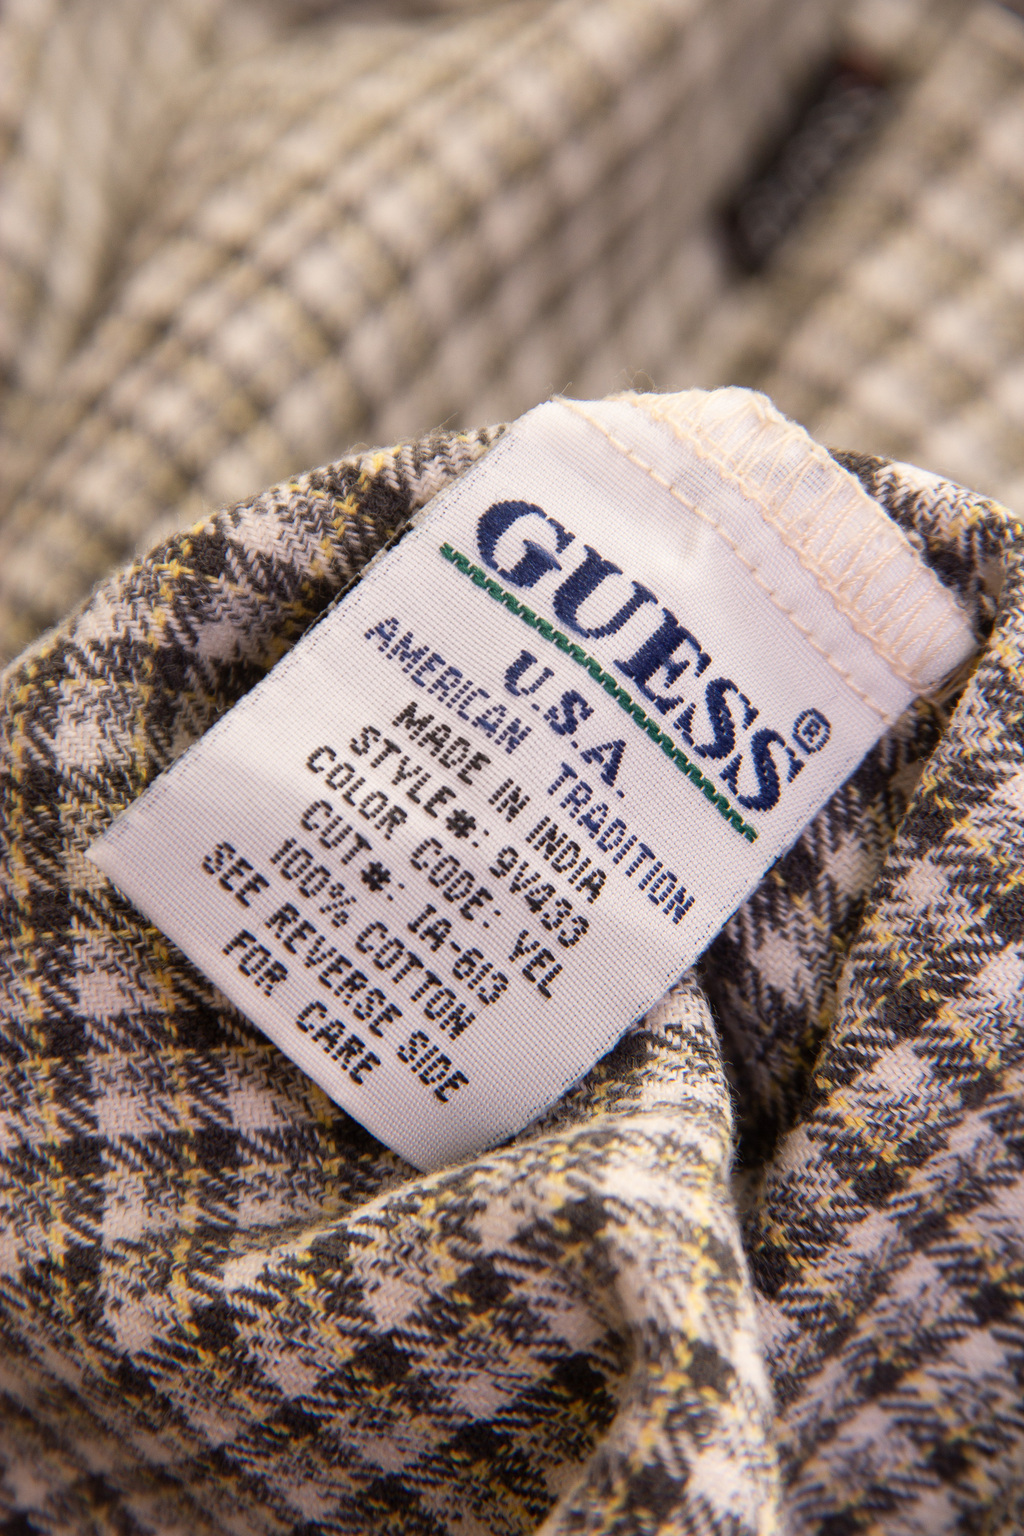 GUESS®
U.S.A.
AMERICAN TRADITION
MADE IN INDIA
STYLE#: 9V433
COLOR CODE: YEL
CUT#: IA-613
100% COTTON
SEE REVERSE SIDE
FOR CARE